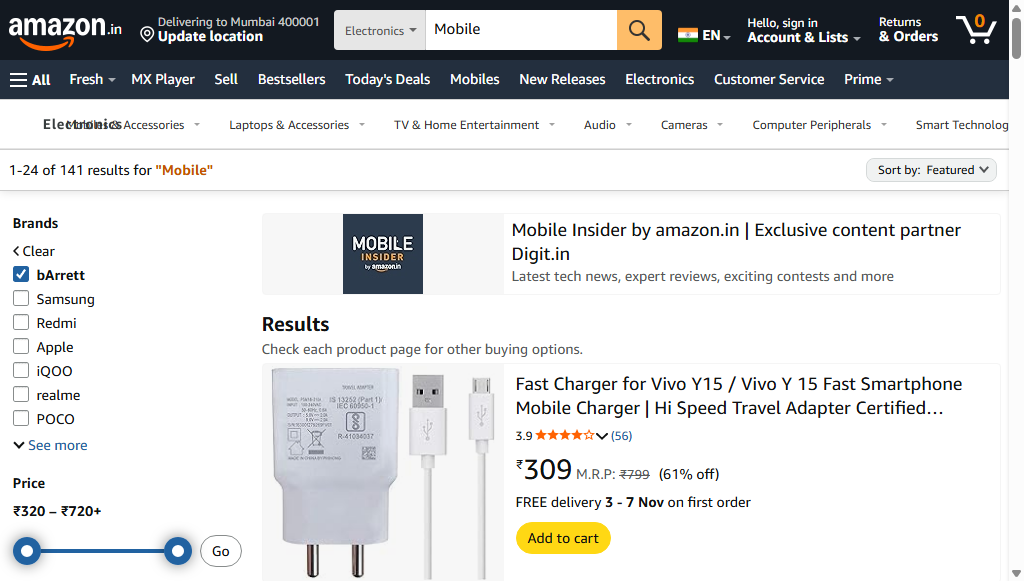 amazon.in
Delivering to Mumbai 400001
Update location
Electronics
Mobile
EN
Hello, sign in
Account & Lists
Returns
& Orders
0
All
Fresh
MX Player
Sell
Bestsellers
Today's Deals
Mobiles
New Releases
Electronics
Customer Service
Prime
Electronics
Mobiles & Accessories
Laptops & Accessories
TV & Home Entertainment
Audio
Cameras
Computer Peripherals
Smart Technolog
1-24 of 141 results for "Mobile"
Sort by: Featured
Brands
Clear
bArrett
Samsung
Redmi
Apple
iQOO
realme
POCO
See more
Price
₹320 – ₹720+
Go
MOBILE
INSIDER
by amazon.in
Mobile Insider by amazon.in | Exclusive content partner
Digit.in
Latest tech news, expert reviews, exciting contests and more
Results
Check each product page for other buying options.
TRAVEL ADAPTER
IS 13252 (Part 1)
IEC 60950-1
R-41034037
Fast Charger for Vivo Y15 / Vivo Y 15 Fast Smartphone
Mobile Charger | Hi Speed Travel Adapter Certified…
3.9 (56)
₹309 M.R.P: ₹799 (61% off)
FREE delivery 3 - 7 Nov on first order
Add to cart